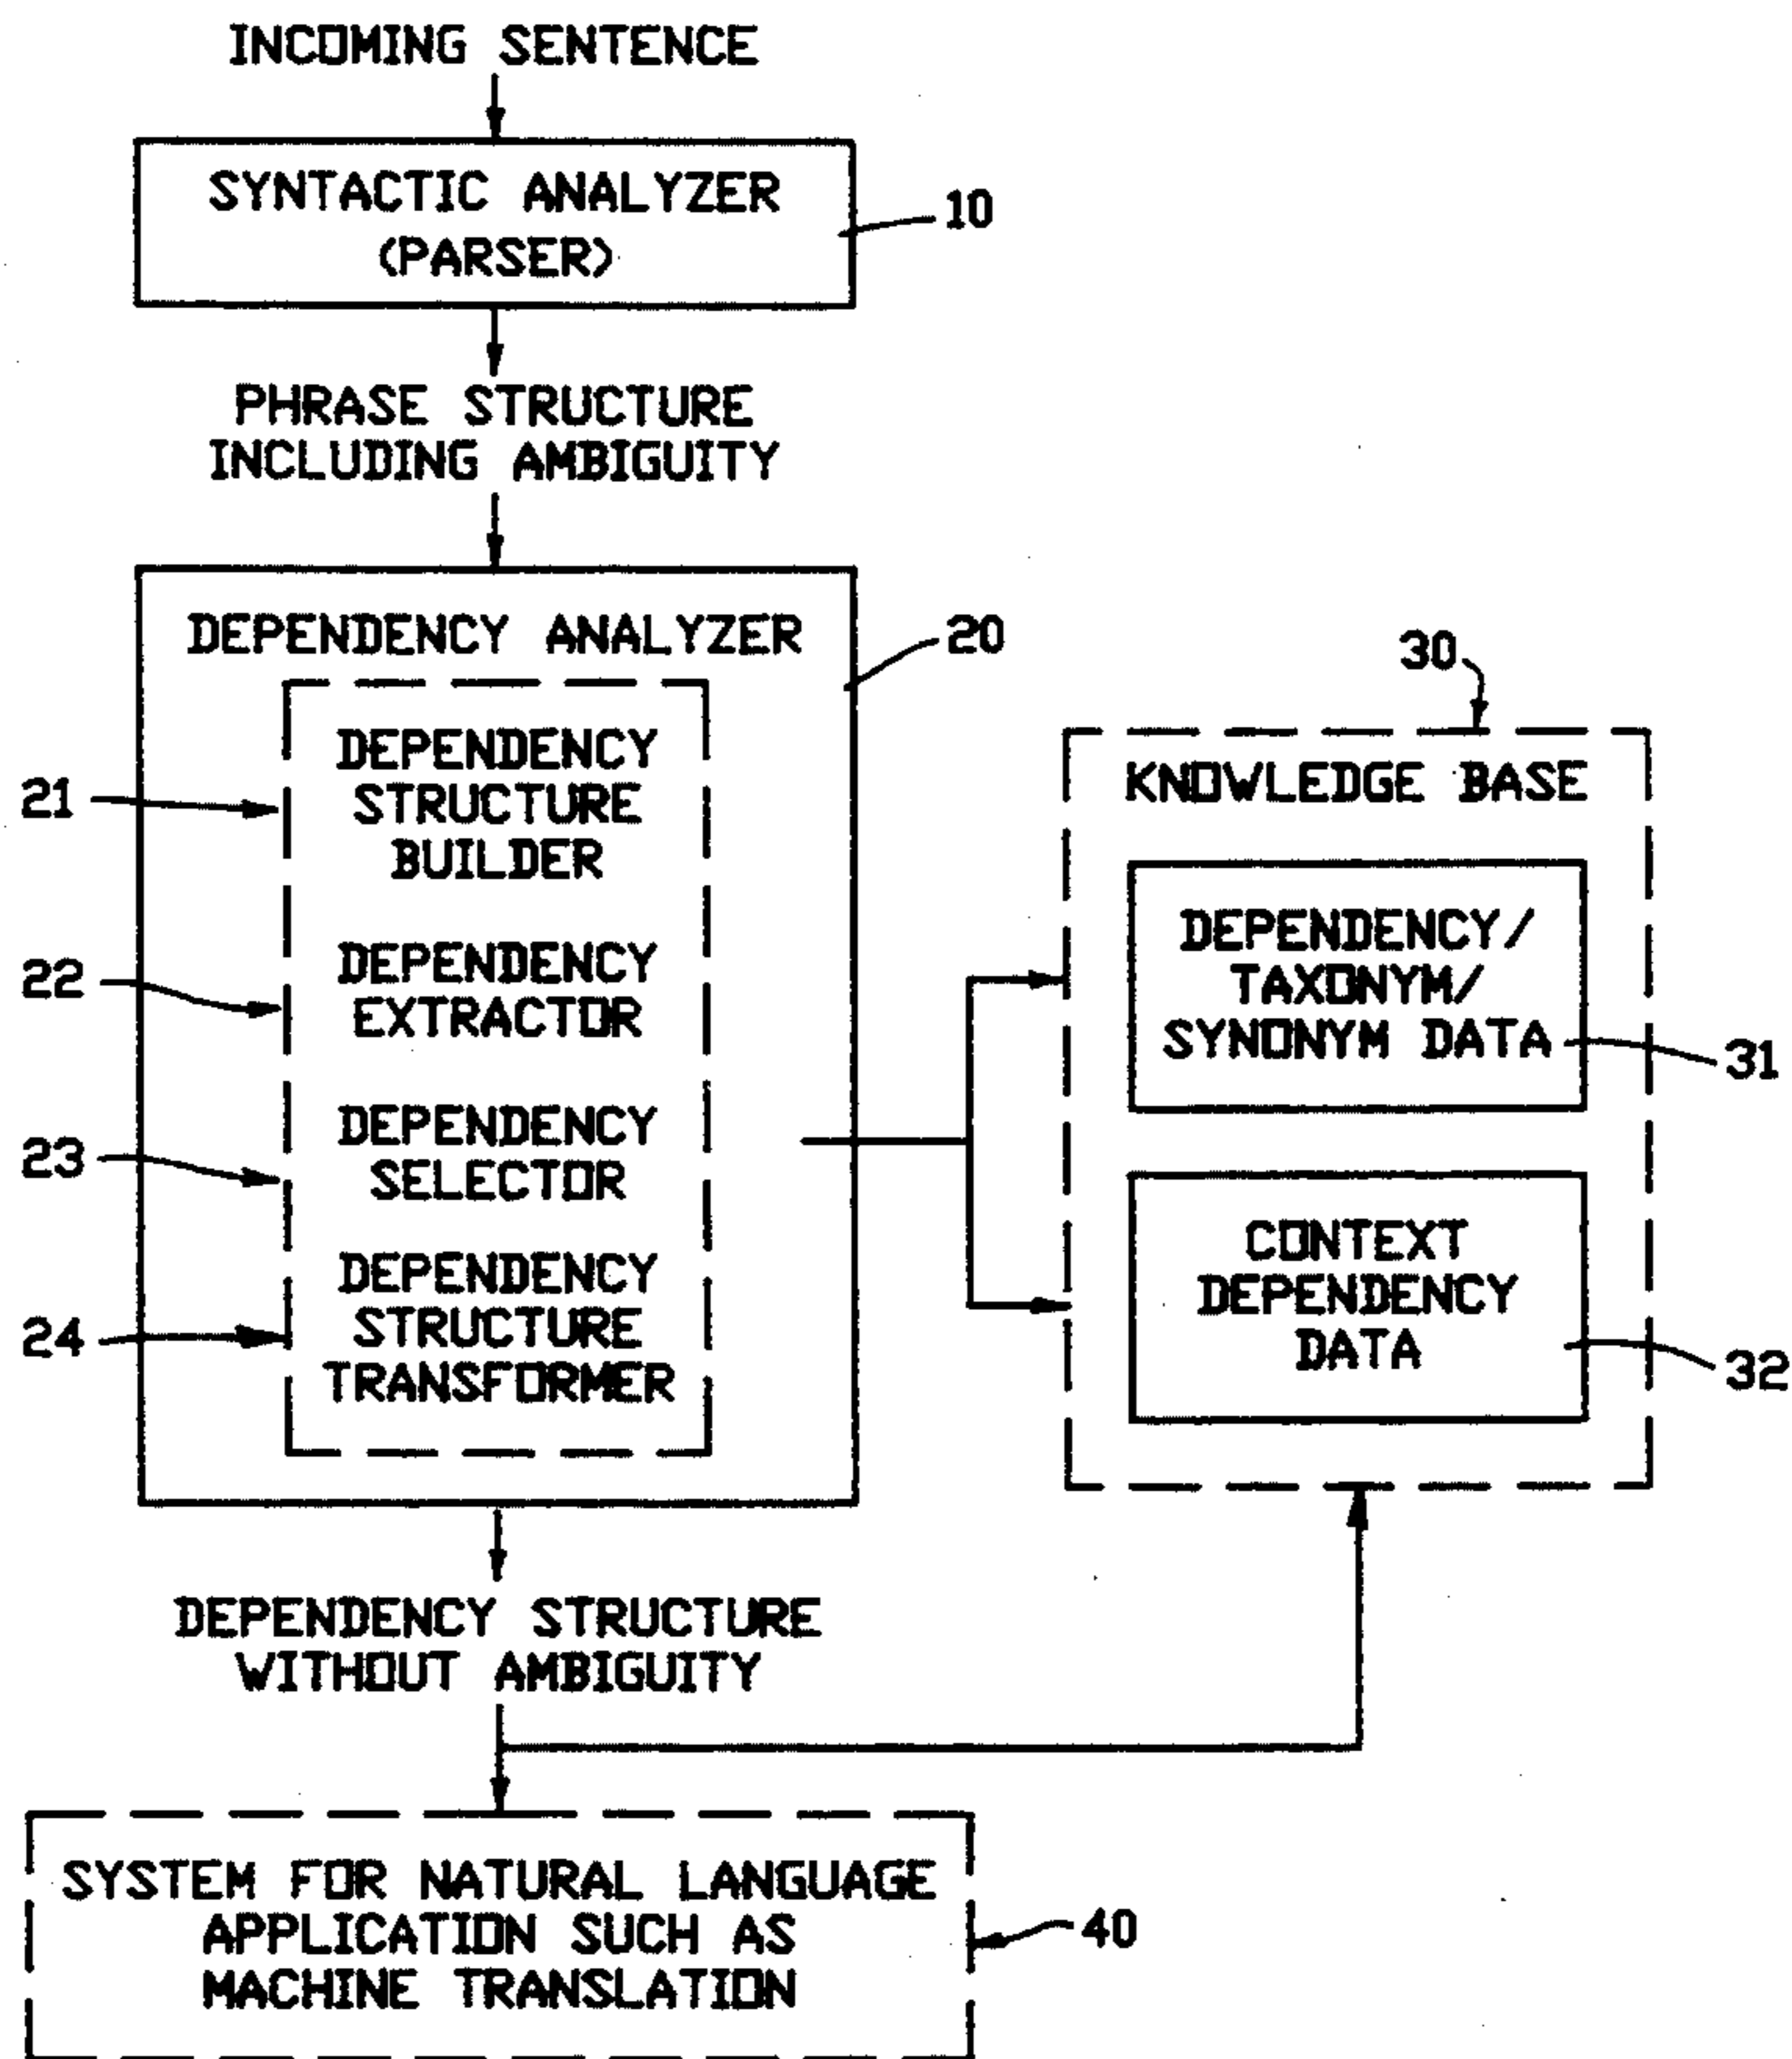 INCOMING SENTENCE
SYNTACTIC ANALYZER
(PARSER)
10
PHRASE STRUCTURE
INCLUDING AMBIGUITY
DEPENDENCY ANALYZER
20
DEPENDENCY
STRUCTURE
BUILDER
21
DEPENDENCY
EXTRACTOR
22
DEPENDENCY
SELECTOR
23
DEPENDENCY
STRUCTURE
TRANSFORMER
24
30
KNOWLEDGE BASE
DEPENDENCY/
TAXONYM/
SYNONYM DATA
31
CONTEXT
DEPENDENCY
DATA
32
DEPENDENCY STRUCTURE
WITHOUT AMBIGUITY
SYSTEM FOR NATURAL LANGUAGE
APPLICATION SUCH AS
MACHINE TRANSLATION
40